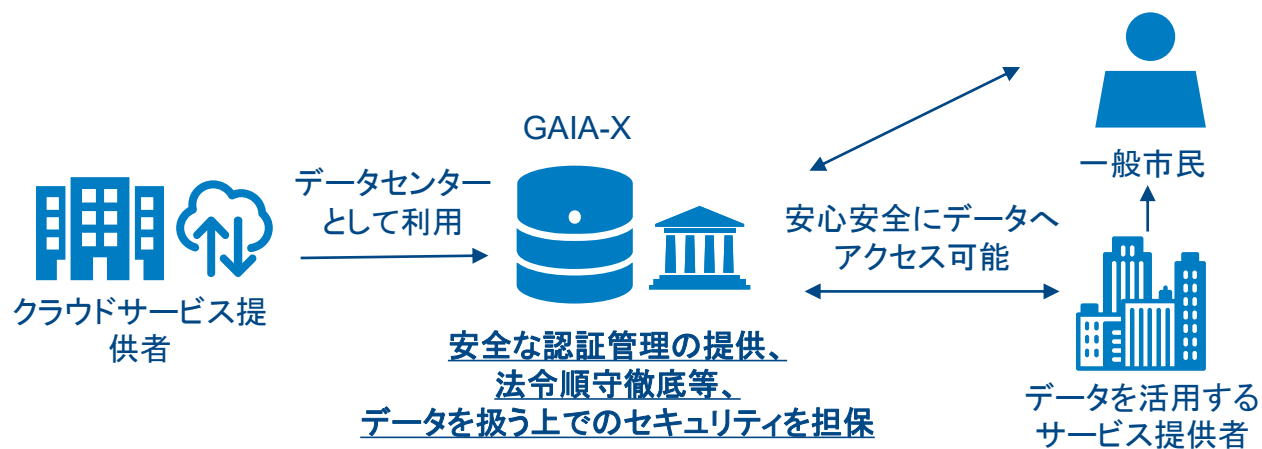 GAIA-X
データセンター
として利用
クラウドサービス提
供者
安全な認証管理の提供、
法令順守徹底等、
データを扱う上でのセキュリティを担保
安心安全にデータへ
アクセス可能
一般市民
データを活用する
サービス提供者